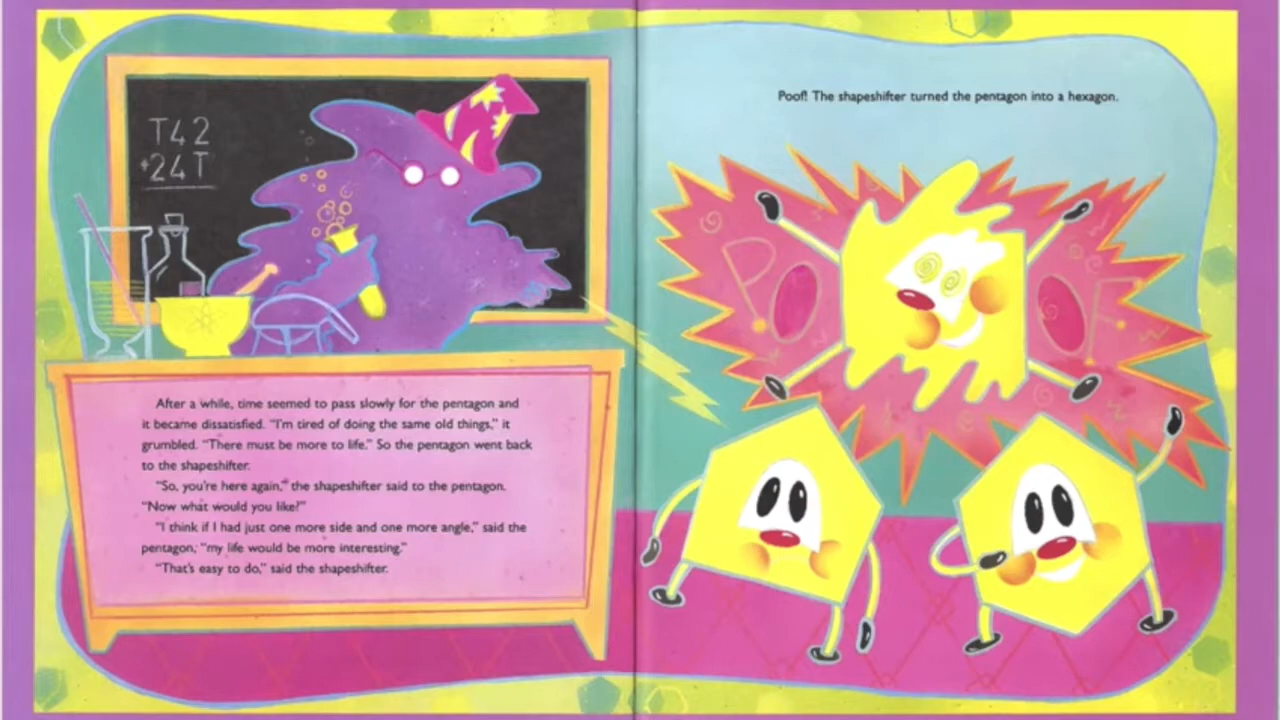 T42
+24T
After a while, time seemed to pass slowly for the pentagon and
it became dissatisfied. “I’m tired of doing the same old things,” it
grumbled. “There must be more to life.” So the pentagon went back
to the shapeshifter.
“So, you’re here again,” the shapeshifter said to the pentagon.
“Now what would you like?”
“I think if I had just one more side and one more angle,” said the
pentagon, “my life would be more interesting.”
“That’s easy to do,” said the shapeshifter.
Poof! The shapeshifter turned the pentagon into a hexagon.
POOF